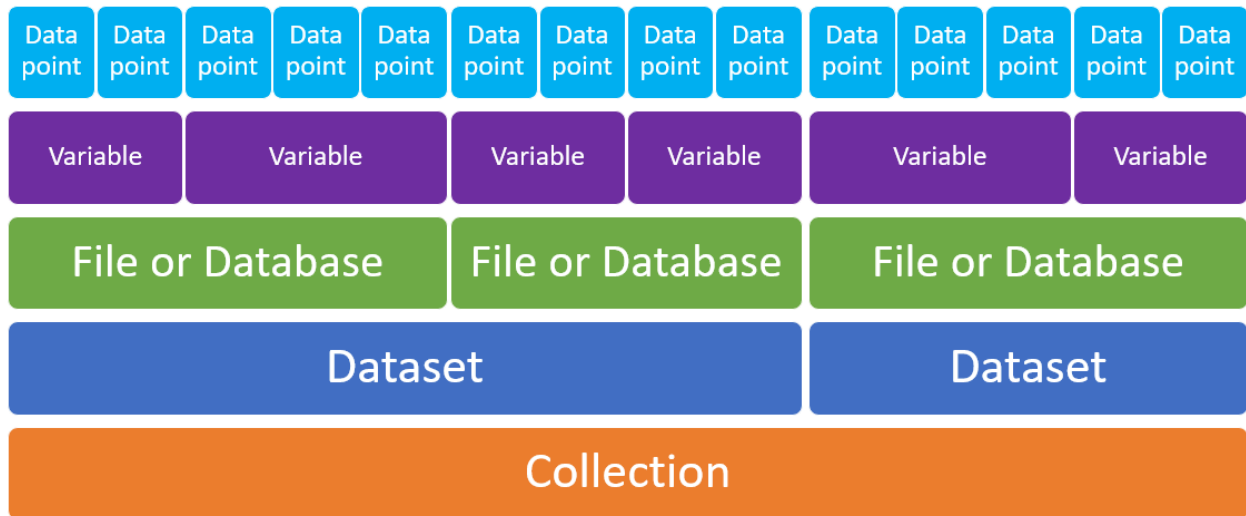 Data Data Data Data Data Data Data Data Data Data Data Data Data Data
point point point point point point point point point point point point point point
Variable Variable Variable Variable Variable Variable
File or Database File or Database File or Database
Dataset Dataset
Collection